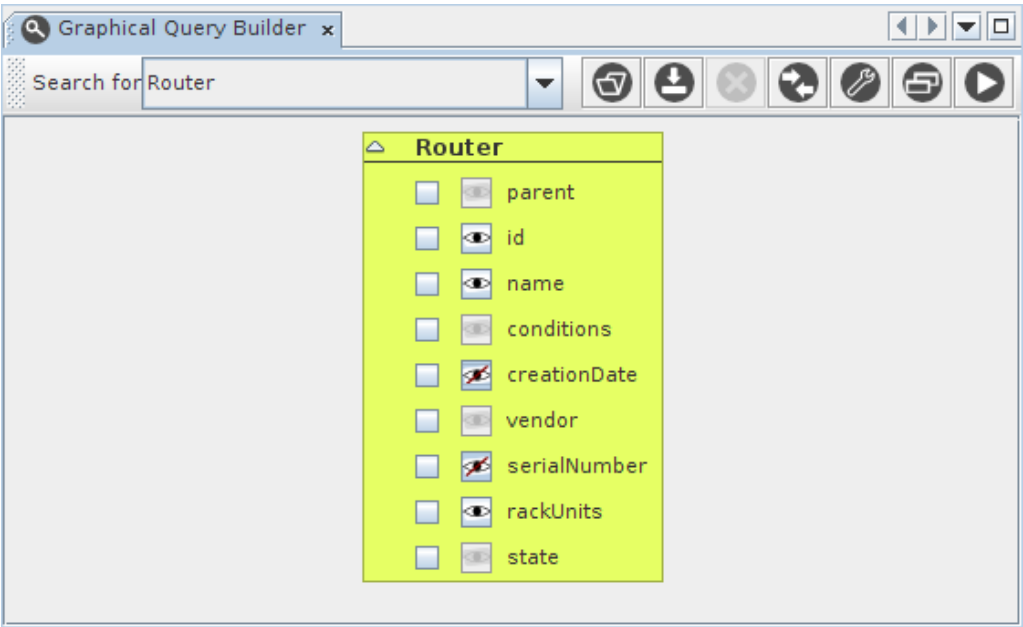 Graphical Query Builder x
Search for Router
Router
parent
id
name
conditions
creationDate
vendor
serialNumber
rackUnits
state